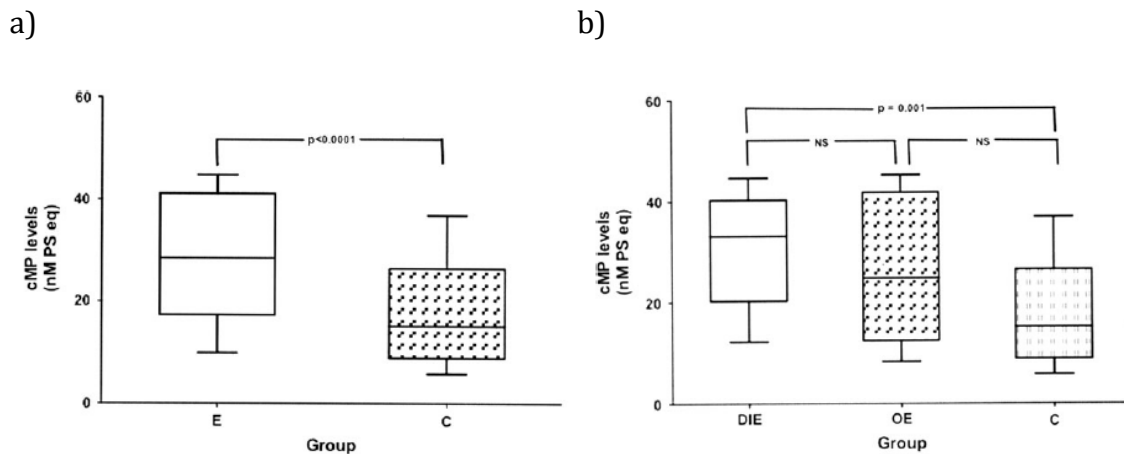 a)
b)
60
p<0.0001
40
20
0
cMP levels
(nM PS eq)
E
C
Group
60
p = 0.001
NS
NS
40
20
0
cMP levels
(nM PS eq)
DIE
OE
C
Group